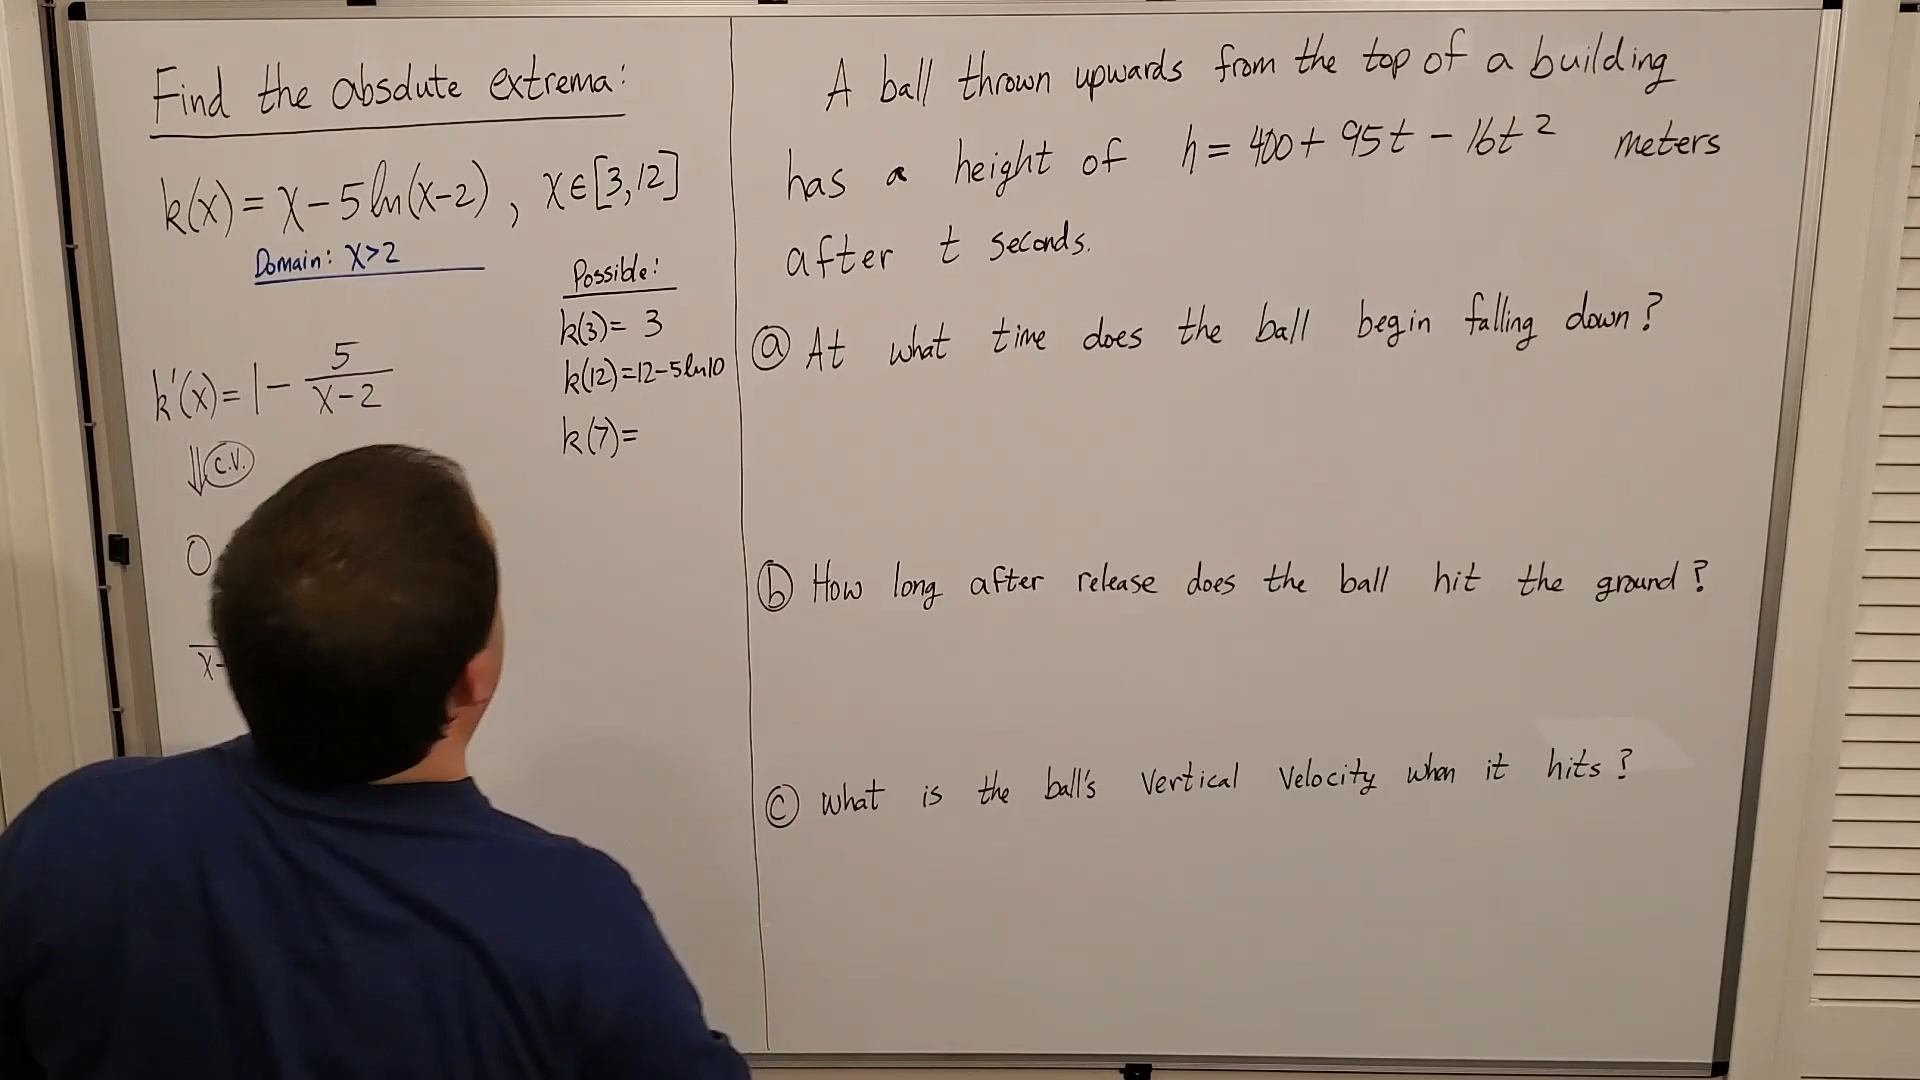 Find the absolute extrema:
k(x) = x - 5 ln(x-2), x∈[3,12]
Domain: x>2
k'(x) = 1 - 5/(x-2)
C.V.
0
x-
Possible:
k(3) = 3
k(12) = 12-5ln10
k(7) =
A ball thrown upwards from the top of a building
has a height of h = 400 + 95t - 16t² meters
after t seconds.
ⓐ At what time does the ball begin falling down?
ⓑ How long after release does the ball hit the ground?
ⓒ What is the ball's vertical velocity when it hits?